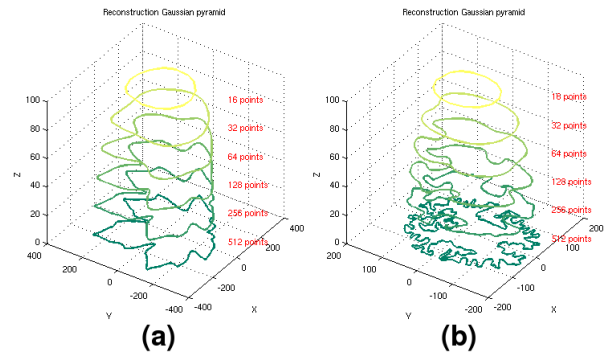 Reconstruction Gaussian pyramid
16 points
32 points
64 points
128 points
256 points
512 points
100
80
60
40
20
0
Z
400
200
0
-200
-400
Y
-400
-200
0
200
400
X
(a)
Reconstruction Gaussian pyramid
18 points
32 points
64 points
128 points
256 points
512 points
100
80
60
40
20
0
Z
200
100
0
-100
-200
Y
-200
-100
0
100
200
X
(b)